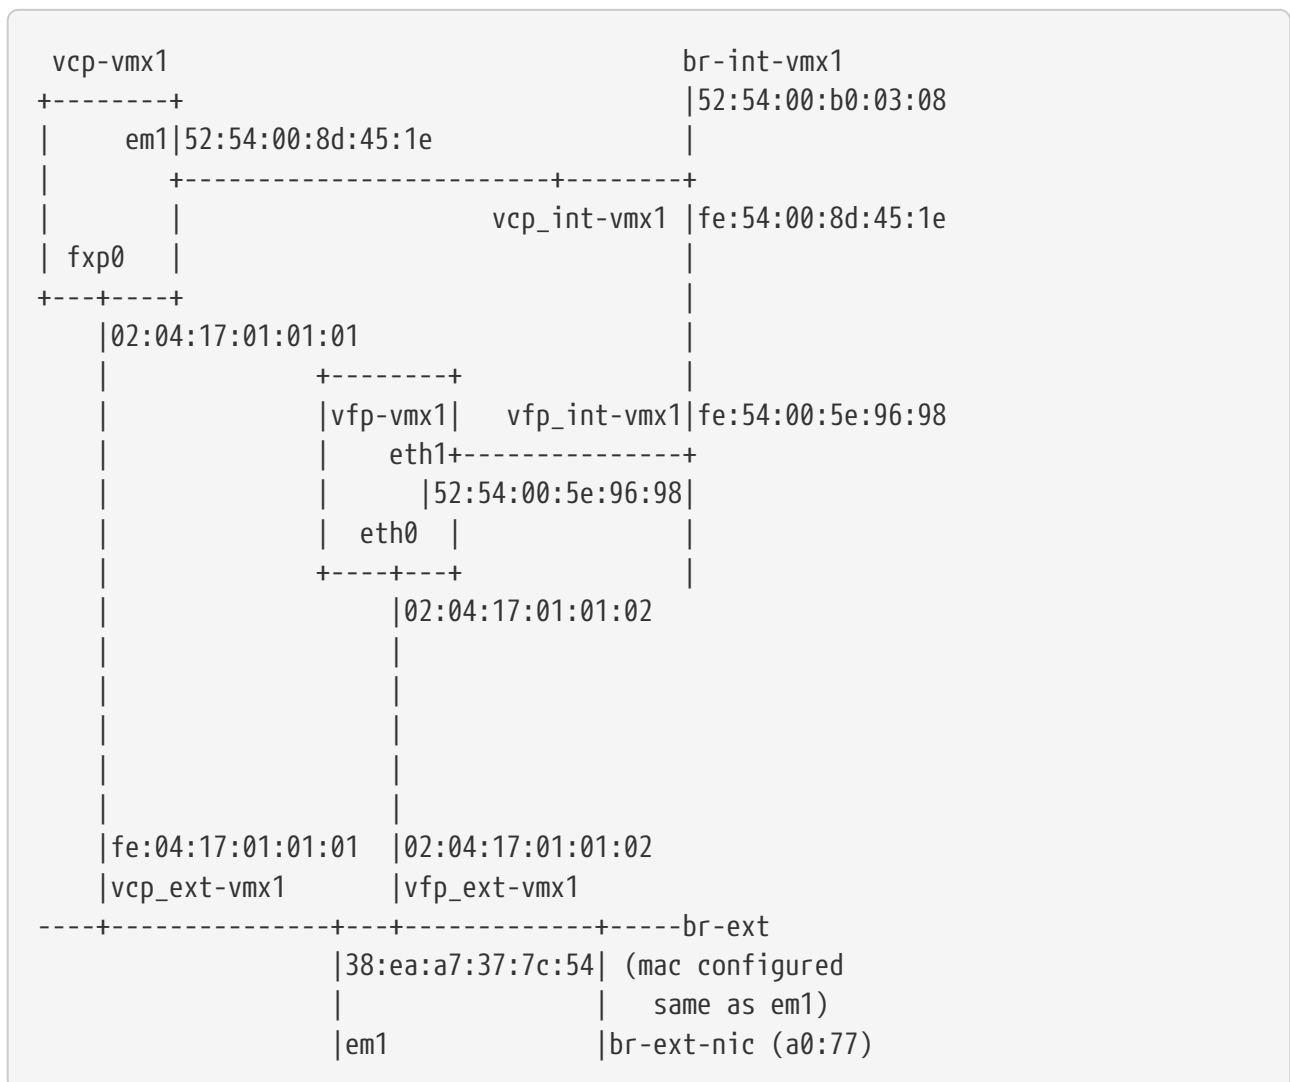 vcp-vmx1 br-int-vmx1
+--------+ |52:54:00:b0:03:08
| em1|52:54:00:8d:45:1e |
| +-------------------------+--------+
| | vcp_int-vmx1 |fe:54:00:8d:45:1e
| fxp0 | |
+---+----+ |
|02:04:17:01:01:01 |
| +--------+ |
| |vfp-vmx1| vfp_int-vmx1|fe:54:00:5e:96:98
| | eth1+---------------+
| | |52:54:00:5e:96:98|
| | eth0 | |
| +----+---+ |
| |02:04:17:01:01:02
| |
| |
| |
| |
| |
|fe:04:17:01:01:01 |02:04:17:01:01:02
|vcp_ext-vmx1 |vfp_ext-vmx1
----+---------------+---+-------------+-----br-ext
|38:ea:a7:37:7c:54| (mac configured
| | same as em1)
|em1 |br-ext-nic (a0:77)